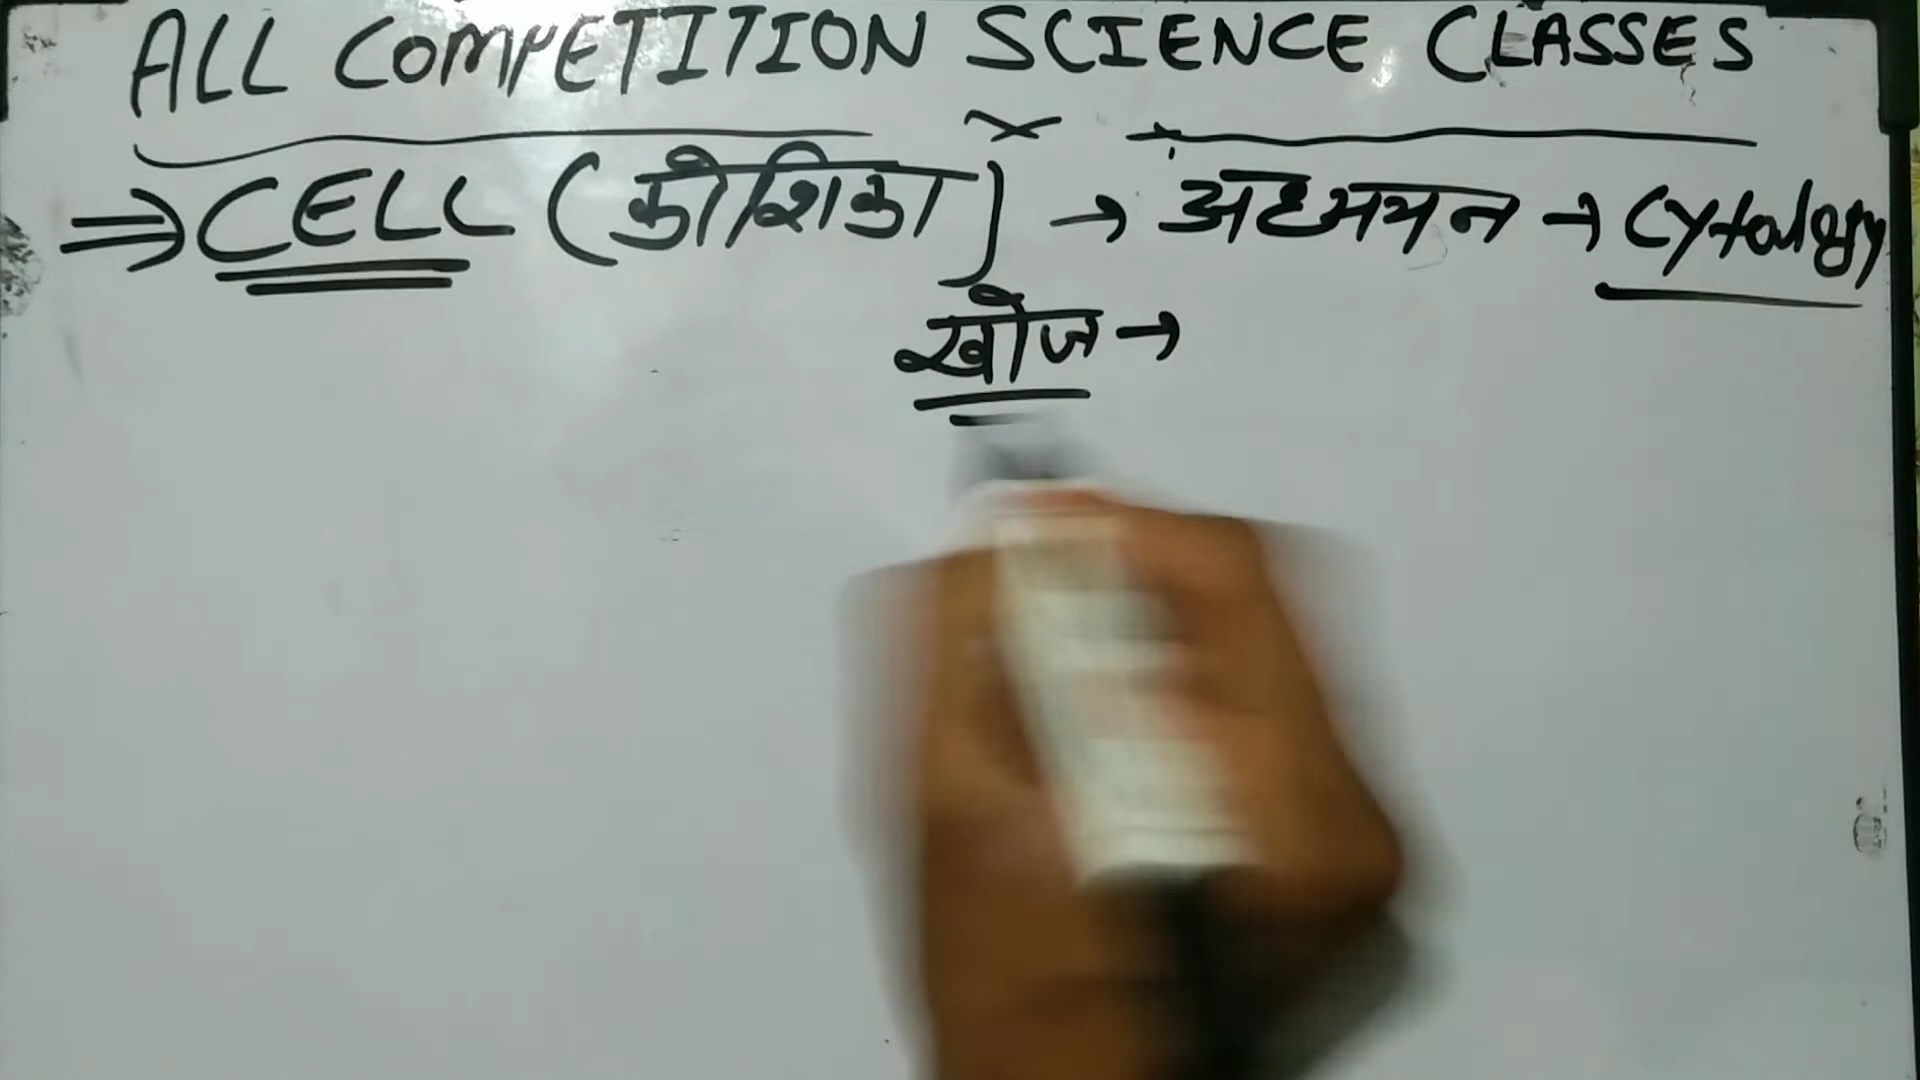 ALL COMPETITION SCIENCE CLASSES
⇒ CELL (कोशिका) → अध्ययन → Cytology
खोज →